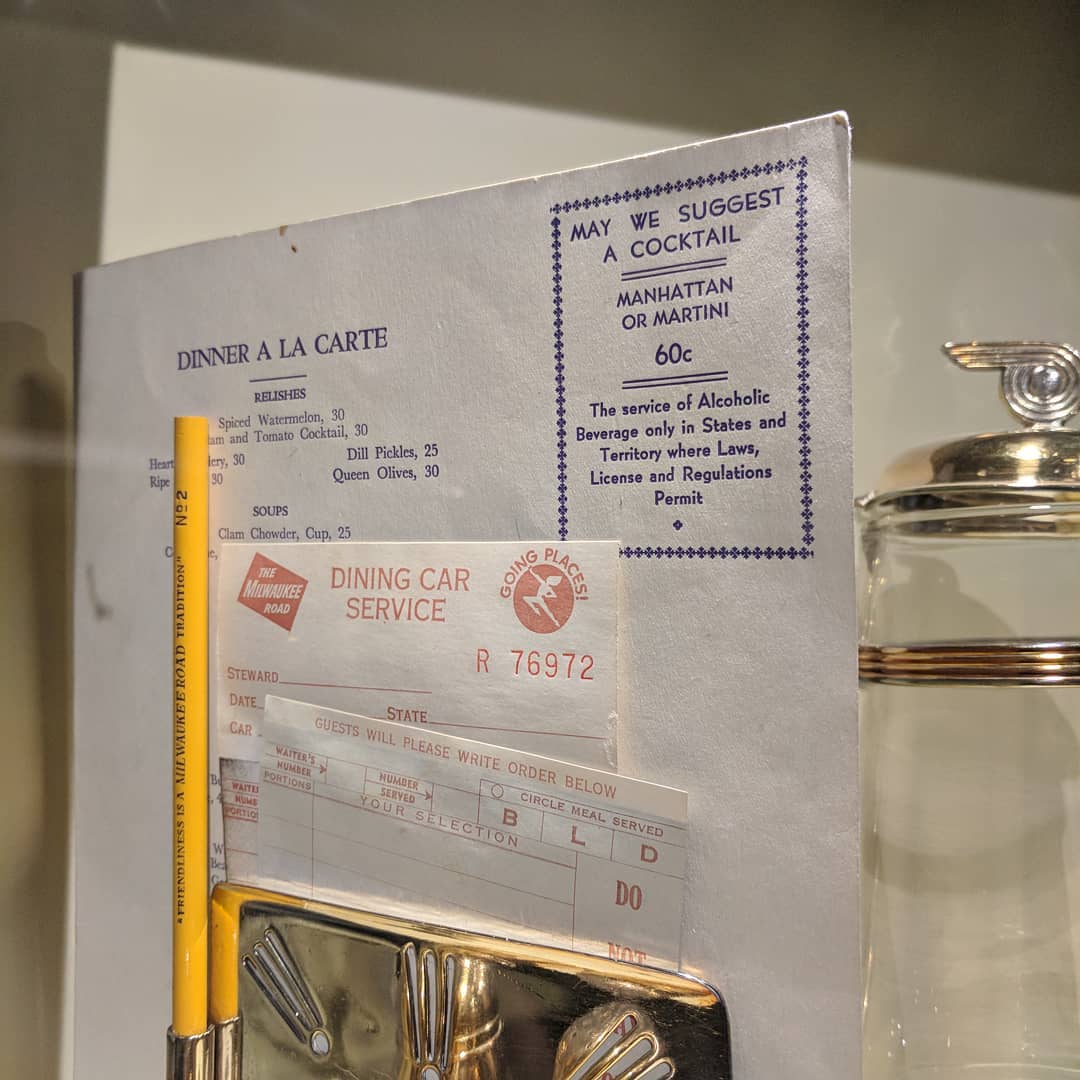 DINNER A LA CARTE
RELISHES
Spiced Watermelon, 30
and Tomato Cocktail, 30
30
Dill Pickles, 25
Ripe
30
Queen Olives, 30
SOUPS
Clam Chowder, Cup, 25
MAY WE SUGGEST
A COCKTAIL
MANHATTAN
OR MARTINI
60c
The service of Alcoholic
Beverage only in States and
Territory where Laws,
License and Regulations
Permit
THE
MILWAUKEE
ROAD
DINING CAR
SERVICE
GOING PLACES!
R 76972
STEWARD
DATE
STATE
CAR
GUESTS WILL PLEASE WRITE ORDER BELOW
WAITER'S
NUMBER
NUMBER
SERVED
CIRCLE MEAL SERVED
B L D
PORTIONS
YOUR SELECTION
DO
NOT
"FRIENDLINESS IS A MILWAUKEE ROAD TRADITION" Nº2